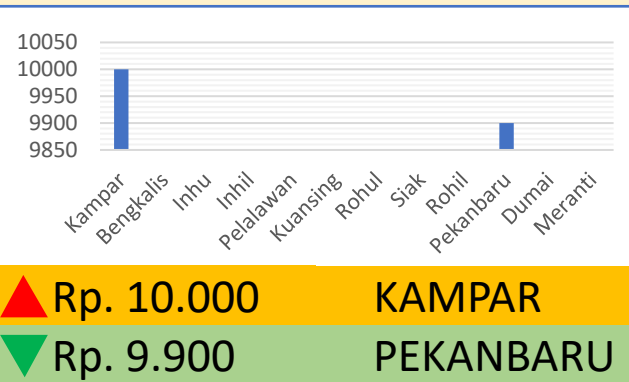 10050
10000
9950
9900
9850
Kampar
Bengkalis
Inhu
Inhil
Pelalawan
Kuansing
Rohul
Siak
Rohil
Pekanbaru
Dumai
Meranti
Rp. 10.000 KAMPAR
Rp. 9.900 PEKANBARU